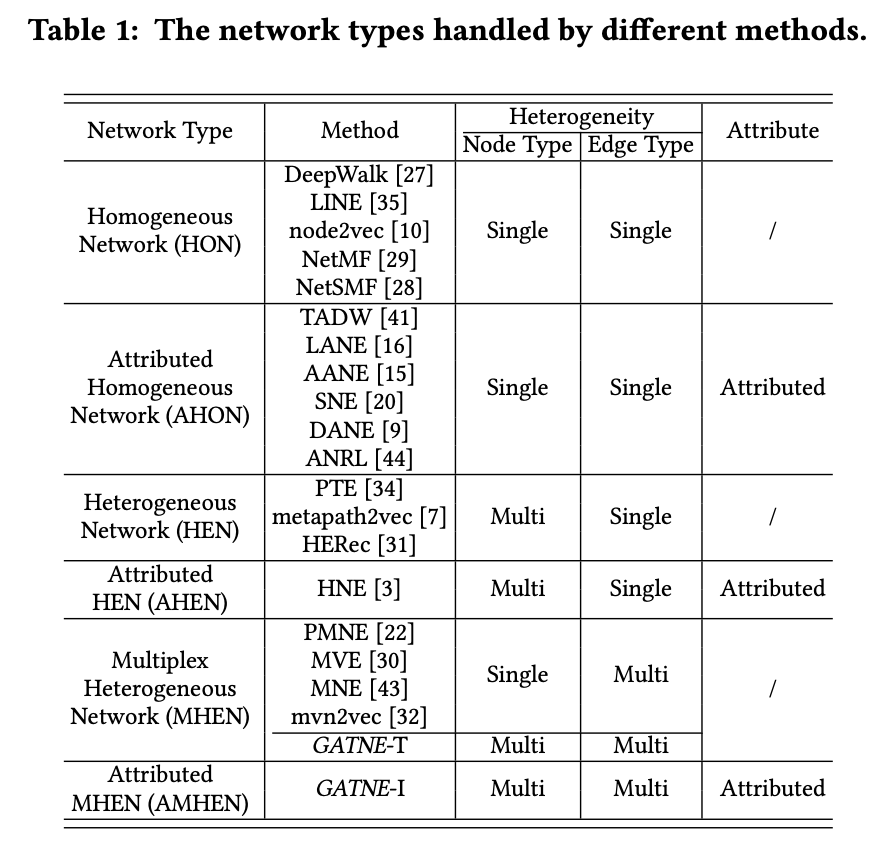 Table 1: The network types handled by different methods.
Network Type Method Heterogeneity Attribute
Node Type Edge Type
Homogeneous
Network (HON)
DeepWalk [27]
LINE [35]
node2vec [10]
NetMF [29]
NetSMF [28]
Single Single /
Attributed
Homogeneous
Network (AHON)
TADW [41]
LANE [16]
AANE [15]
SNE [20]
DANE [9]
ANRL [44]
Single Single Attributed
Heterogeneous
Network (HEN)
PTE [34]
metapath2vec [7]
HERec [31]
Multi Single /
Attributed
HEN (AHEN)
HNE [3]
Multi Single Attributed
Multiplex
Heterogeneous
Network (MHEN)
PMNE [22]
MVE [30]
MNE [43]
mvn2vec [32]
Single Multi /
GATNE-T Multi Multi
Attributed
MHEN (AMHEN)
GATNE-I Multi Multi Attributed